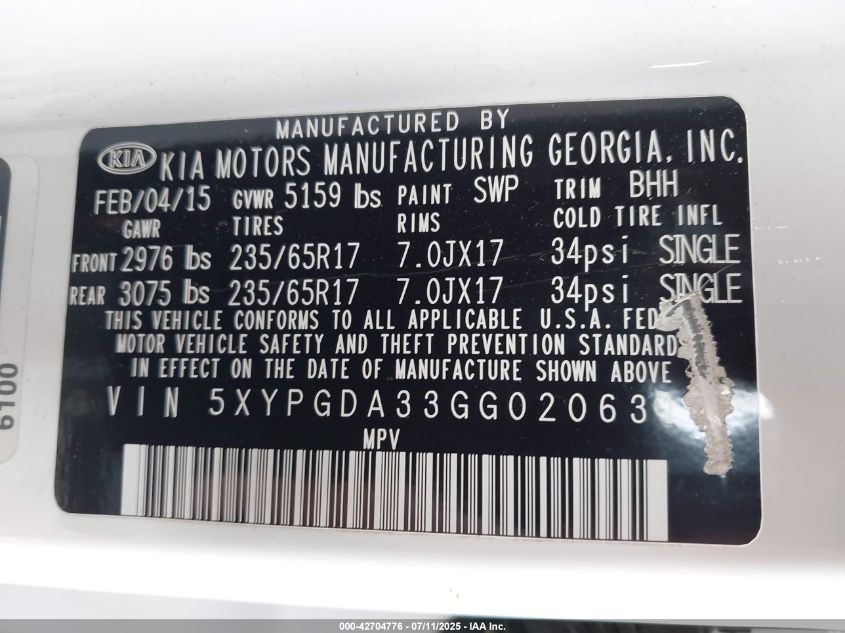 MANUFACTURED BY
KIA KIA MOTORS MANUFACTURING GEORGIA, INC.
FEB/04/15 GVWR 5159 lbs PAINT SWP TRIM BHH
GAWR TIRES RIMS COLD TIRE INFL
FRONT 2976 lbs 235/65R17 7.0JX17 34psi SINGLE
REAR 3075 lbs 235/65R17 7.0JX17 34psi SINGLE
THIS VEHICLE CONFORMS TO ALL APPLICABLE U.S.A. FED
MOTOR VEHICLE SAFETY AND THEFT PREVENTION STANDARD
IN EFFECT ON THE DATE OF MANUFACTURE SHOWN ABOVE
VIN 5XYPGDA33GG02063
MPV
6100
000-42704776 - 07/11/2025 - Copyright © IAA, Inc.